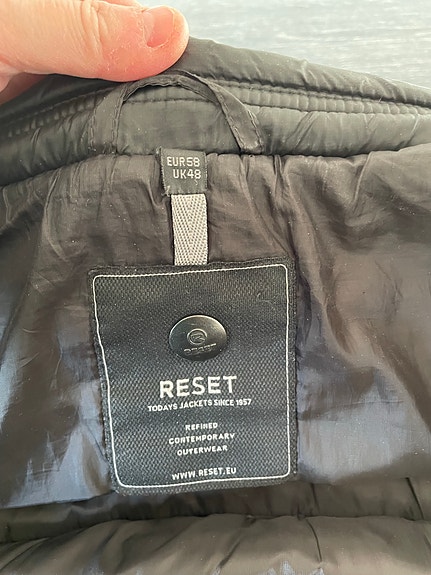 EUR58
UK48
RESET
TODAYS JACKETS SINCE 1957
REFINED
CONTEMPORARY
OUTERWEAR
WWW.RESET.EU